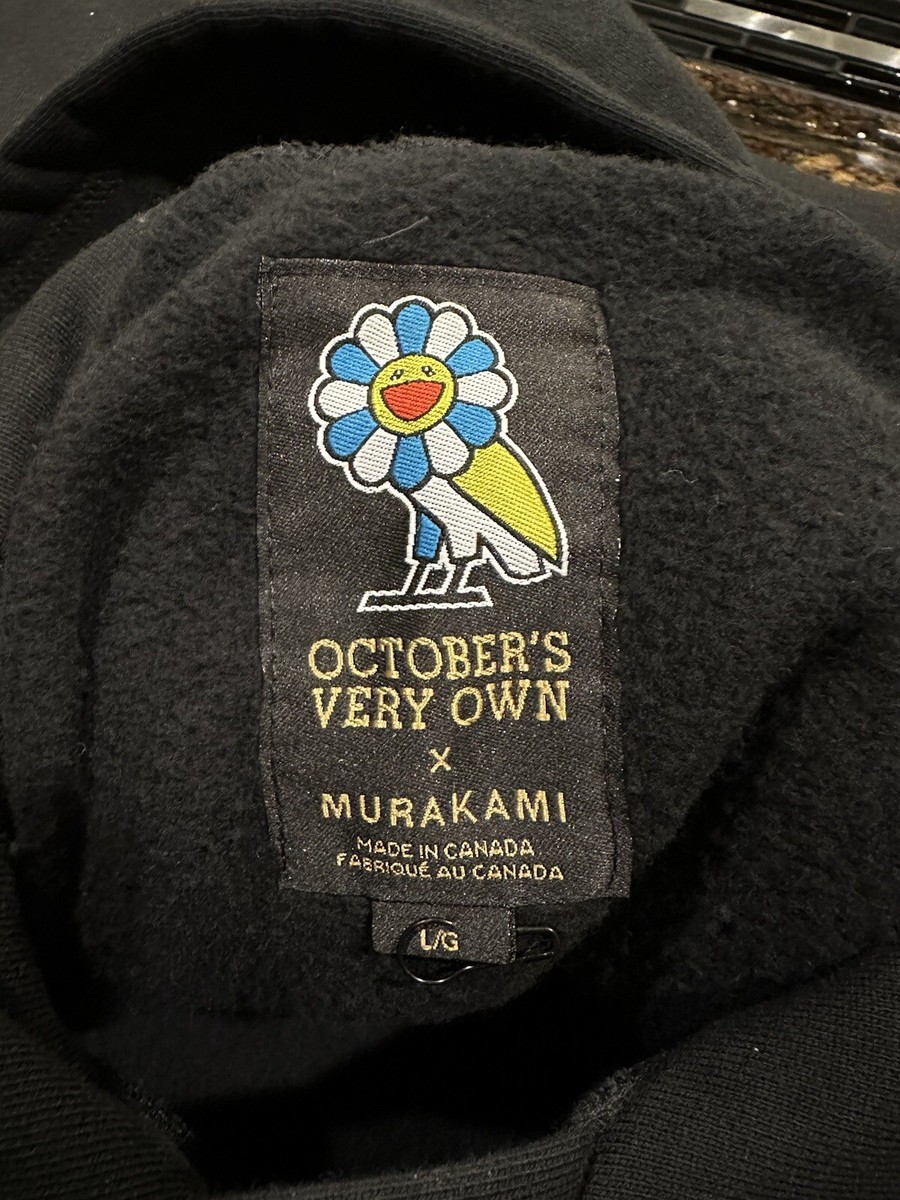 OCTOBER'S
VERY OWN
X
MURAKAMI
MADE IN CANADA
FABRIQUÉ AU CANADA
L/G